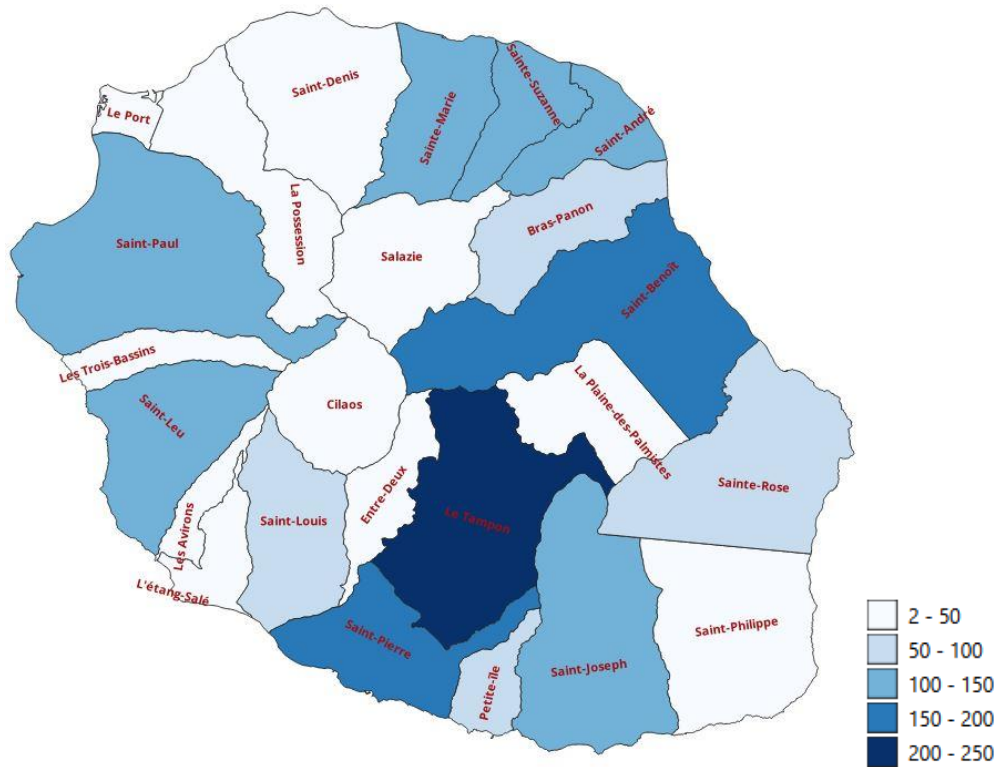 Saint-Denis
Sainte-Marie
Sainte-Suzanne
Saint-André
Le Port
La Possession
Saint-Paul
Salazie
Bras-Panon
Saint-Benoît
Les Trois-Bassins
Saint-Leu
Cilaos
La Plaine-des-Palmistes
Sainte-Rose
Les Avirons
Saint-Louis
Entre-Deux
Le Tampon
L'étang-Salé
Saint-Pierre
Petite-île
Saint-Joseph
Saint-Philippe
2 - 50
50 - 100
100 - 150
150 - 200
200 - 250